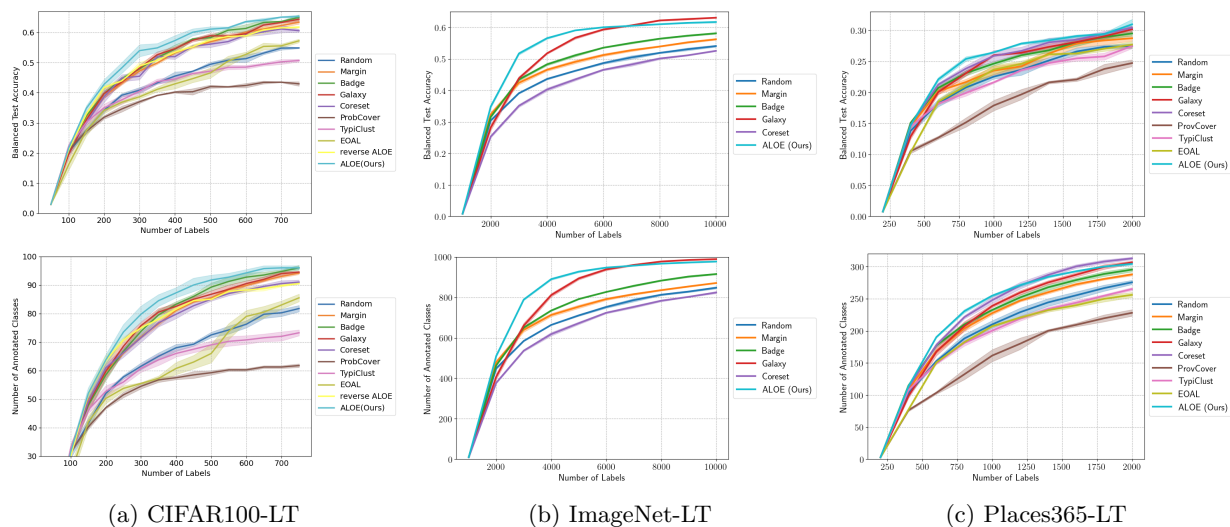 Balanced Test Accuracy
0.6
0.5
0.4
0.3
0.2
0.1
0.0
100 200 300 400 500 600 700
Number of Labels
Random
Margin
Badge
Galaxy
Coreset
ProbCover
TypiClust
EOAL
reverse ALOE
ALOE(Ours)
Balanced Test Accuracy
0.6
0.5
0.4
0.3
0.2
0.1
0.0
2000 4000 6000 8000 10000
Number of Labels
Random
Margin
Badge
Galaxy
Coreset
ALOE (Ours)
Balanced Test Accuracy
0.30
0.25
0.20
0.15
0.10
0.05
0.00
250 500 750 1000 1250 1500 1750 2000
Number of Labels
Random
Margin
Badge
Galaxy
Coreset
ProvCover
TypiClust
EOAL
ALOE (Ours)
Number of Annotated Classes
100
90
80
70
60
50
40
30
100 200 300 400 500 600 700
Number of Labels
Random
Margin
Badge
Galaxy
Coreset
ProbCover
TypiClust
EOAL
reverse ALOE
ALOE(Ours)
Number of Annotated Classes
1000
800
600
400
200
0
2000 4000 6000 8000 10000
Number of Labels
Random
Margin
Badge
Galaxy
Coreset
ALOE (Ours)
Number of Annotated Classes
300
250
200
150
100
50
0
250 500 750 1000 1250 1500 1750 2000
Number of Labels
Random
Margin
Badge
Galaxy
Coreset
ProvCover
TypiClust
EOAL
ALOE (Ours)
(a) CIFAR100-LT
(b) ImageNet-LT
(c) Places365-LT